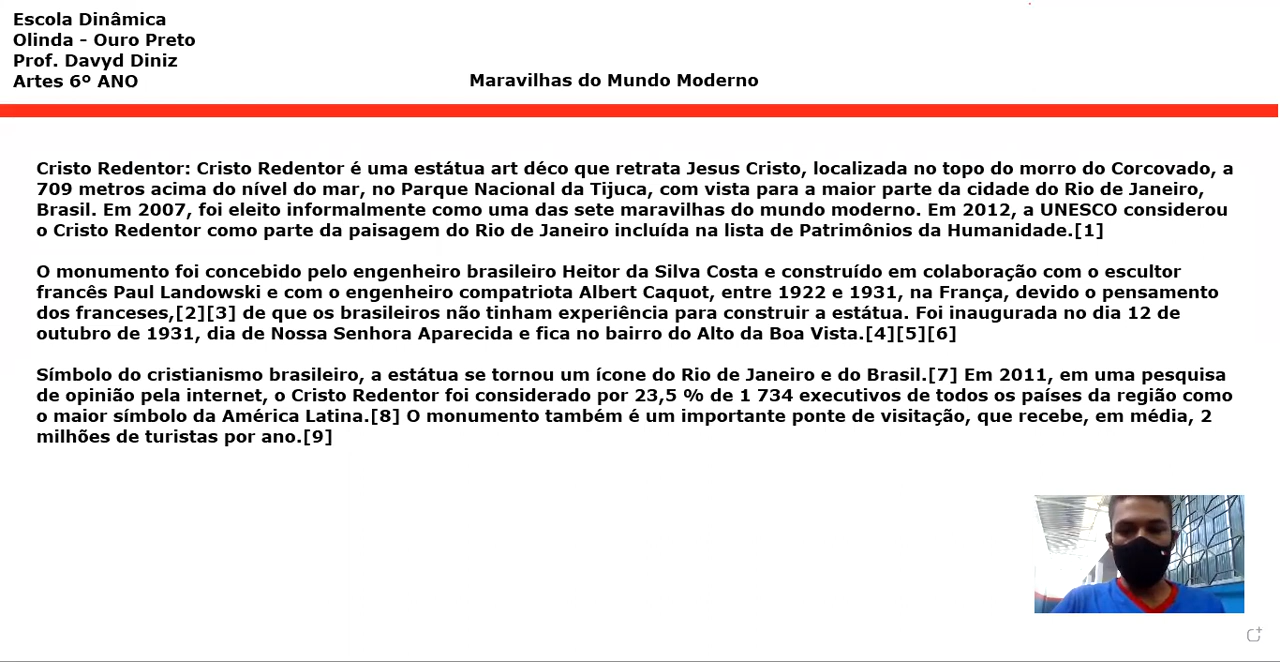 Escola Dinâmica
Olinda - Ouro Preto
Prof. Davyd Diniz
Artes 6º ANO
Maravilhas do Mundo Moderno
Cristo Redentor: Cristo Redentor é uma estátua art déco que retrata Jesus Cristo, localizada no topo do morro do Corcovado, a
709 metros acima do nível do mar, no Parque Nacional da Tijuca, com vista para a maior parte da cidade do Rio de Janeiro,
Brasil. Em 2007, foi eleito informalmente como uma das sete maravilhas do mundo moderno. Em 2012, a UNESCO considerou
o Cristo Redentor como parte da paisagem do Rio de Janeiro incluída na lista de Patrimônios da Humanidade.[1]
O monumento foi concebido pelo engenheiro brasileiro Heitor da Silva Costa e construído em colaboração com o escultor
francês Paul Landowski e com o engenheiro compatriota Albert Caquot, entre 1922 e 1931, na França, devido o pensamento
dos franceses,[2][3] de que os brasileiros não tinham experiência para construir a estátua. Foi inaugurada no dia 12 de
outubro de 1931, dia de Nossa Senhora Aparecida e fica no bairro do Alto da Boa Vista.[4][5][6]
Símbolo do cristianismo brasileiro, a estátua se tornou um ícone do Rio de Janeiro e do Brasil.[7] Em 2011, em uma pesquisa
de opinião pela internet, o Cristo Redentor foi considerado por 23,5 % de 1 734 executivos de todos os países da região como
o maior símbolo da América Latina.[8] O monumento também é um importante ponte de visitação, que recebe, em média, 2
milhões de turistas por ano.[9]